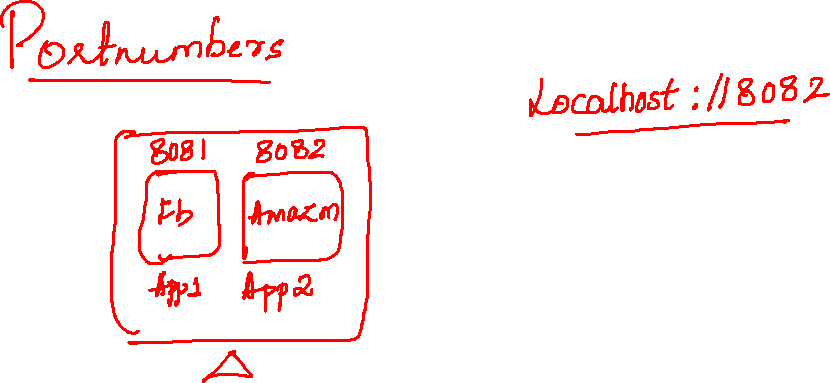 Portnumbers
Localhost://8082
8081 8082
Fb Amazon
App1 App2